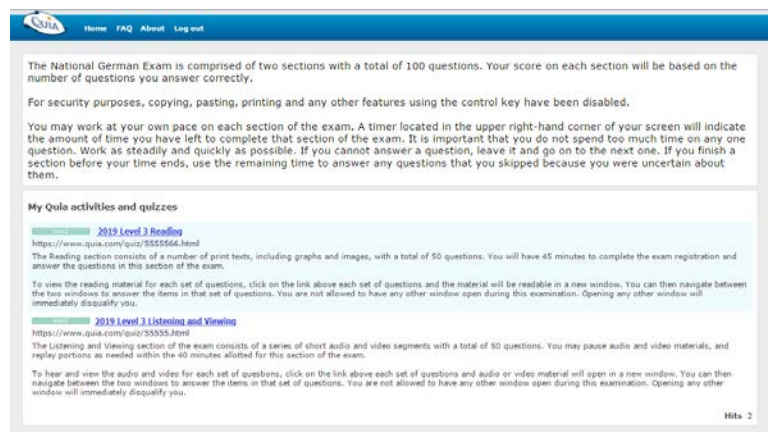 Quia
Home FAQ About Log out
The National German Exam is comprised of two sections with a total of 100 questions. Your score on each section will be based on the
number of questions you answer correctly.
For security purposes, copying, pasting, printing and any other features using the control key have been disabled.
You may work at your own pace on each section of the exam. A timer located in the upper right-hand corner of your screen will indicate
the amount of time you have left to complete that section of the exam. It is important that you do not spend too much time on any one
question. Work as steadily and quickly as possible. If you cannot answer a question, leave it and go on to the next one. If you finish a
section before your time ends, use the remaining time to answer any questions that you skipped because you were uncertain about
them.
My Quia activities and quizzes
2019 Level 3 Reading
https://www.quia.com/quiz/5555566.html
The Reading section consists of a number of print texts, including graphs and images, with a total of 50 questions. You will have 45 minutes to complete the exam registration and
answer the questions in this section of the exam.
To view the reading material for each set of questions, click on the link above each set of questions and the material will be readable in a new window. You can then navigate between
the two windows to answer the items in that set of questions. You are not allowed to have any other window open during this examination. Opening any other window will
immediately disqualify you.
2019 Level 3 Listening and Viewing
https://www.quia.com/quiz/55555.html
The Listening and Viewing section of the exam consists of a series of short audio and video segments with a total of 50 questions. You may pause audio and video materials, and
replay portions as needed within the 40 minutes allotted for this section of the exam.
To hear and view the audio and video for each set of questions, click on the link above each set of questions and audio or video material will open in a new window. You can then
navigate between the two windows to answer the items in that set of questions. You are not allowed to have any other window open during this examination. Opening any other
window will immediately disqualify you.
Hits 2